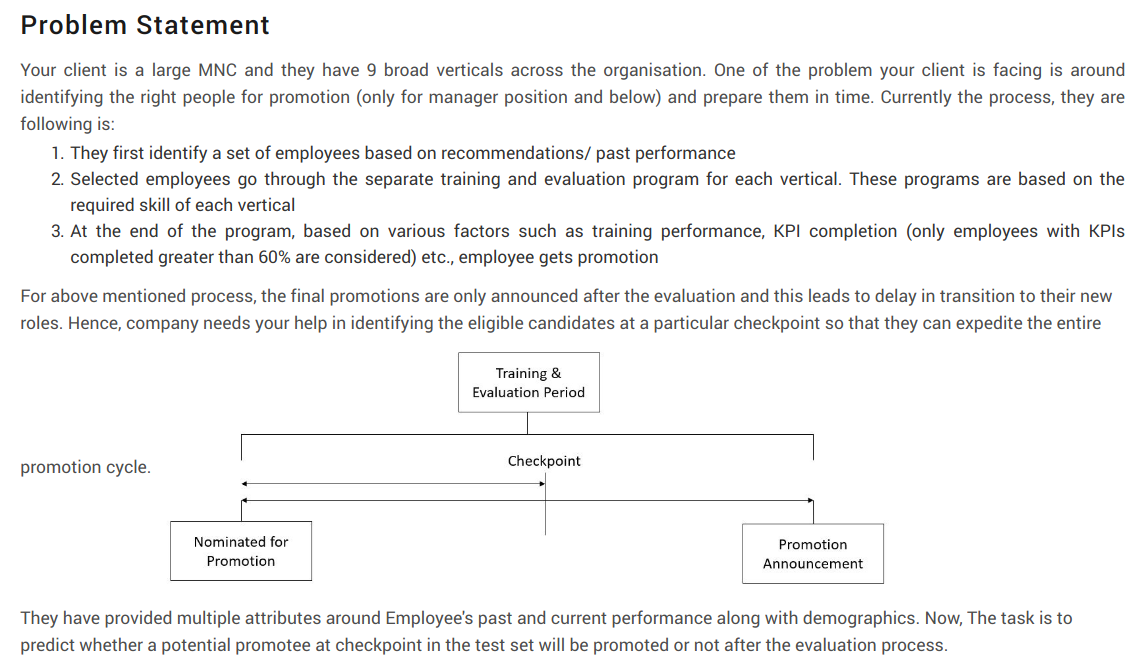 Problem Statement
Your client is a large MNC and they have 9 broad verticals across the organisation. One of the problem your client is facing is around
identifying the right people for promotion (only for manager position and below) and prepare them in time. Currently the process, they are
following is:
1. They first identify a set of employees based on recommendations/ past performance
2. Selected employees go through the separate training and evaluation program for each vertical. These programs are based on the
required skill of each vertical
3. At the end of the program, based on various factors such as training performance, KPI completion (only employees with KPIs
completed greater than 60% are considered) etc., employee gets promotion
For above mentioned process, the final promotions are only announced after the evaluation and this leads to delay in transition to their new
roles. Hence, company needs your help in identifying the eligible candidates at a particular checkpoint so that they can expedite the entire
Training &
Evaluation Period
Checkpoint
promotion cycle.
Nominated for
Promotion
Promotion
Announcement
They have provided multiple attributes around Employee's past and current performance along with demographics. Now, The task is to
predict whether a potential promotee at checkpoint in the test set will be promoted or not after the evaluation process.